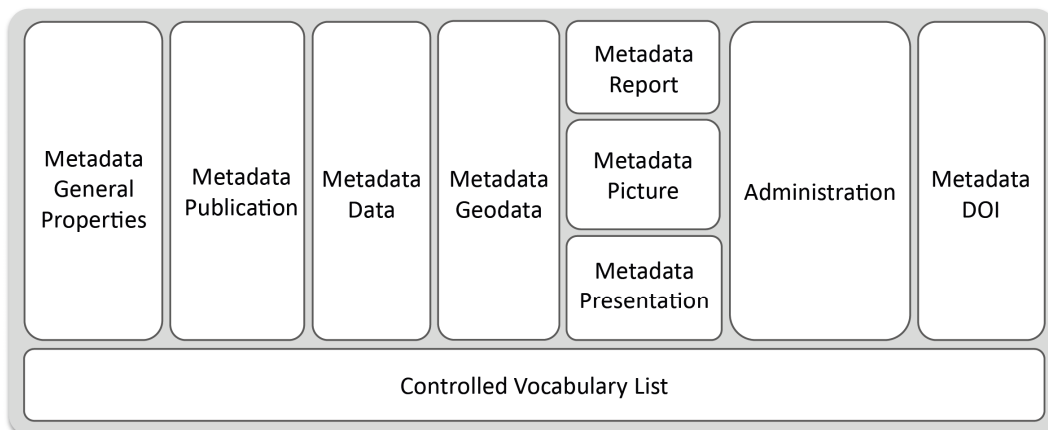 Metadata
General
Properties
Metadata
Publication
Metadata
Data
Metadata
Geodata
Metadata
Report
Metadata
Picture
Metadata
Presentation
Administration
Metadata
DOI
Controlled Vocabulary List